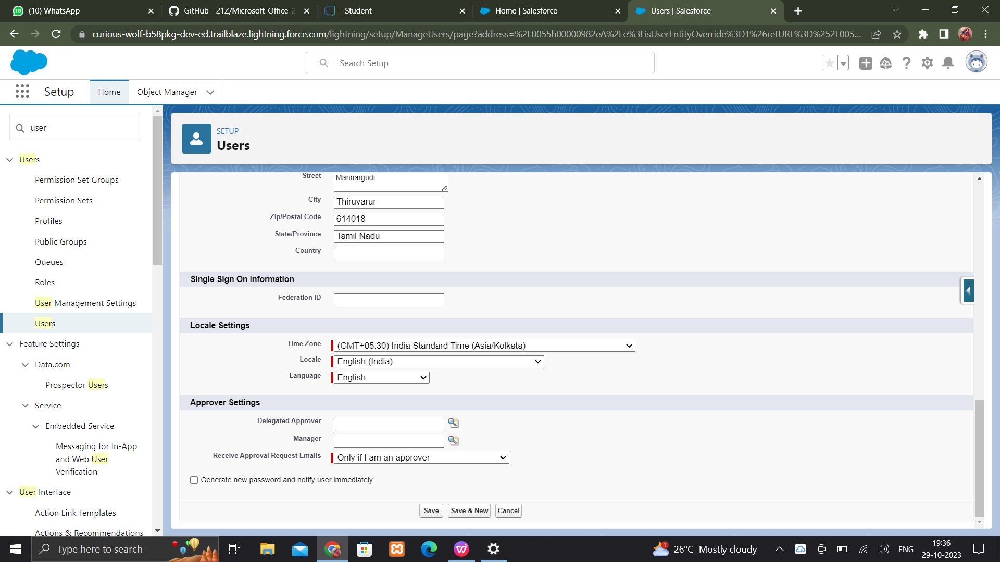 (10) WhatsApp
GitHub - 21Z/Microsoft-Office-2
- Student
Home | Salesforce
Users | Salesforce
curious-wolf-b58pkg-dev-ed.trailblaze.lightning.force.com/lightning/setup/ManageUsers/page?address=%2F0055h00000982eA%2Fe%3FisUserEntityOverride%3D1%26retURL%3D%252F005...
Search Setup
Setup
Home
Object Manager
user
Users
Permission Set Groups
Permission Sets
Profiles
Public Groups
Queues
Roles
User Management Settings
Users
Feature Settings
Data.com
Prospector Users
Service
Embedded Service
Messaging for In-App
and Web User
Verification
User Interface
Action Link Templates
Actions & Recommendations
SETUP
Users
Street
Mannargudi
City
Thiruvarur
Zip/Postal Code
614018
State/Province
Tamil Nadu
Country
Single Sign On Information
Federation ID
Locale Settings
Time Zone
(GMT+05:30) India Standard Time (Asia/Kolkata)
Locale
English (India)
Language
English
Approver Settings
Delegated Approver
Manager
Receive Approval Request Emails
Only if I am an approver
Generate new password and notify user immediately
Save
Save & New
Cancel
Type here to search
26°C Mostly cloudy
ENG
19:36
29-10-2023